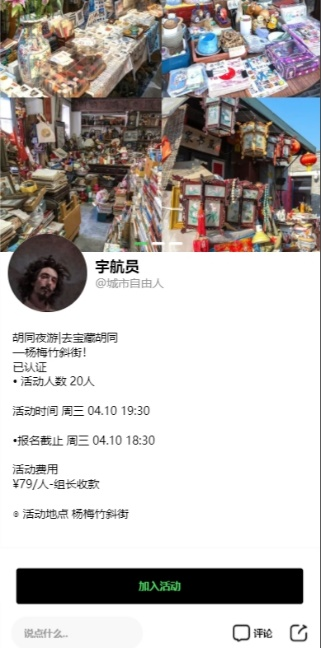 宇航员
@城市自由人
胡同夜游|去宝藏胡同
—杨梅竹斜街!
已认证
• 活动人数 20人
活动时间 周三 04.10 19:30
•报名截止 周三 04.10 18:30
活动费用
¥79/人-组长收款
⊙ 活动地点 杨梅竹斜街
加入活动
说点什么..
评论